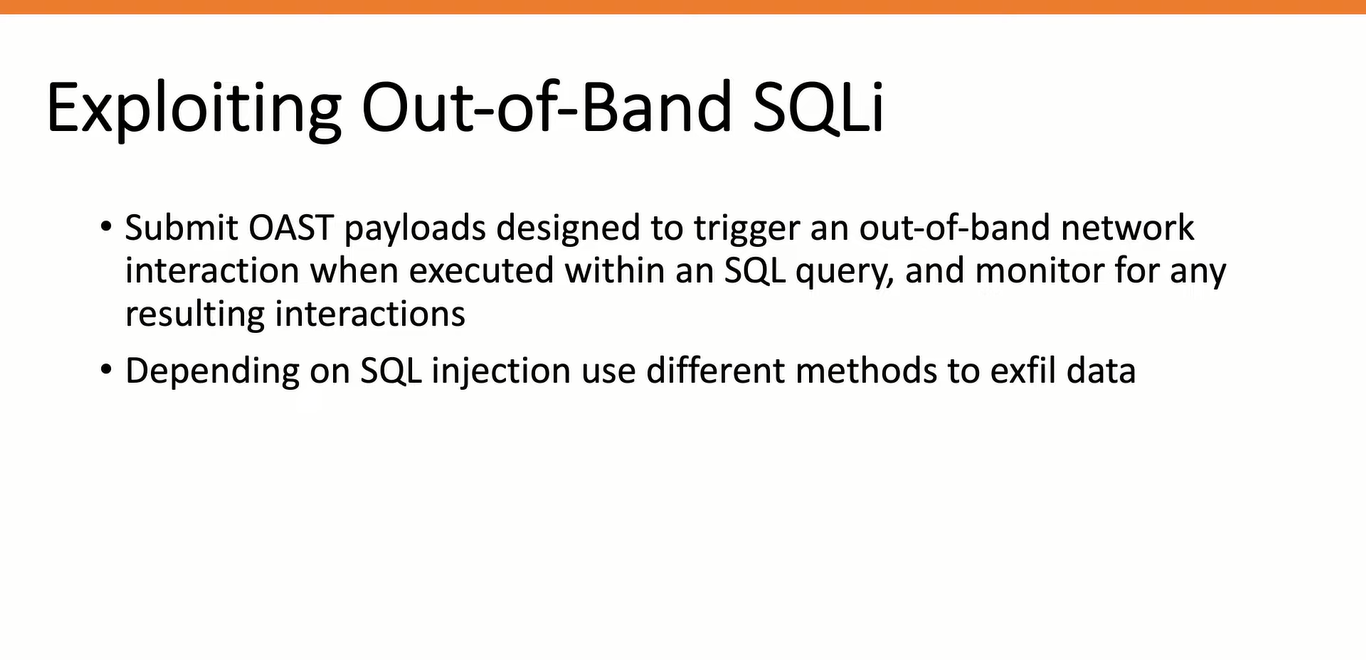 Exploiting Out-of-Band SQLi
• Submit OAST payloads designed to trigger an out-of-band network
interaction when executed within an SQL query, and monitor for any
resulting interactions
• Depending on SQL injection use different methods to exfil data